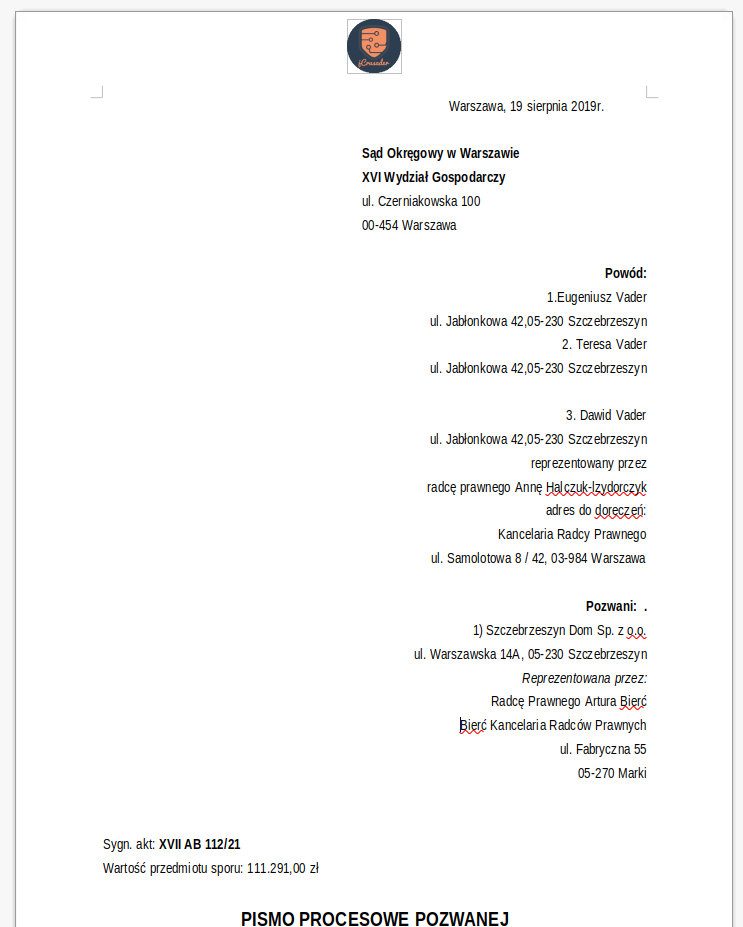 jCrusader
Warszawa, 19 sierpnia 2019r.
Sąd Okręgowy w Warszawie
XVI Wydział Gospodarczy
ul. Czerniakowska 100
00-454 Warszawa
Powód:
1.Eugeniusz Vader
ul. Jabłonkowa 42,05-230 Szczebrzeszyn
2. Teresa Vader
ul. Jabłonkowa 42,05-230 Szczebrzeszyn
3. Dawid Vader
ul. Jabłonkowa 42,05-230 Szczebrzeszyn
reprezentowany przez
radcę prawnego Annę Halczuk-Izydorczyk
adres do doręczeń:
Kancelaria Radcy Prawnego
ul. Samolotowa 8 / 42, 03-984 Warszawa
Pozwani: .
1) Szczebrzeszyn Dom Sp. z o.o.
ul. Warszawska 14A, 05-230 Szczebrzeszyn
Reprezentowana przez:
Radcę Prawnego Artura Bierć
Bierć Kancelaria Radców Prawnych
ul. Fabryczna 55
05-270 Marki
Sygn. akt: XVII AB 112/21
Wartość przedmiotu sporu: 111.291,00 zł
PISMO PROCESOWE POZWANEJ